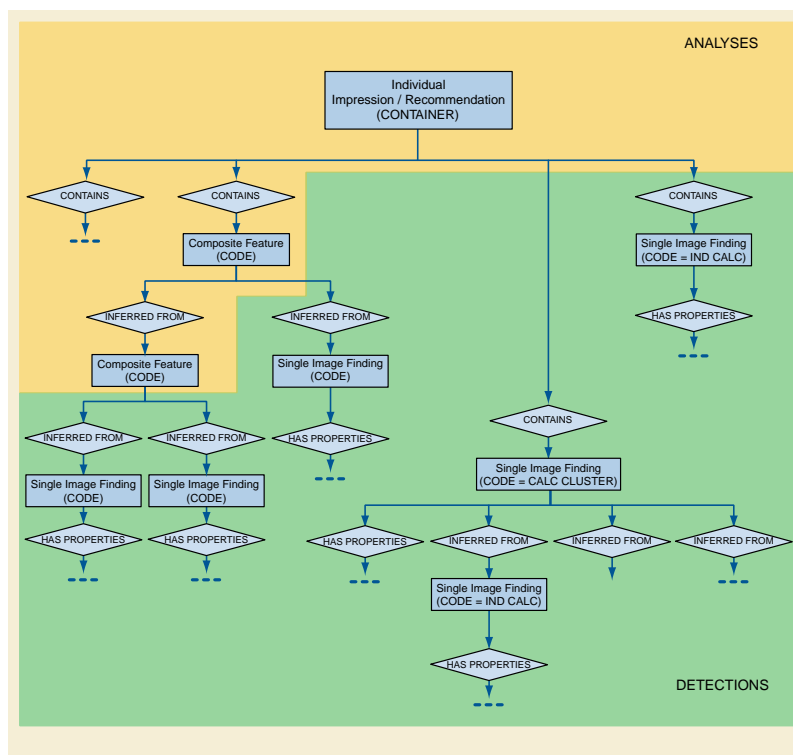 ANALYSES
Individual
Impression / Recommendation
(CONTAINER)
CONTAINS
CONTAINS
CONTAINS
Composite Feature
(CODE)
Single Image Finding
(CODE = IND CALC)
INFERRED FROM
INFERRED FROM
HAS PROPERTIES
Composite Feature
(CODE)
Single Image Finding
(CODE)
CONTAINS
INFERRED FROM
INFERRED FROM
HAS PROPERTIES
Single Image Finding
(CODE)
Single Image Finding
(CODE)
Single Image Finding
(CODE = CALC CLUSTER)
HAS PROPERTIES
HAS PROPERTIES
HAS PROPERTIES
INFERRED FROM
INFERRED FROM
INFERRED FROM
Single Image Finding
(CODE = IND CALC)
HAS PROPERTIES
DETECTIONS